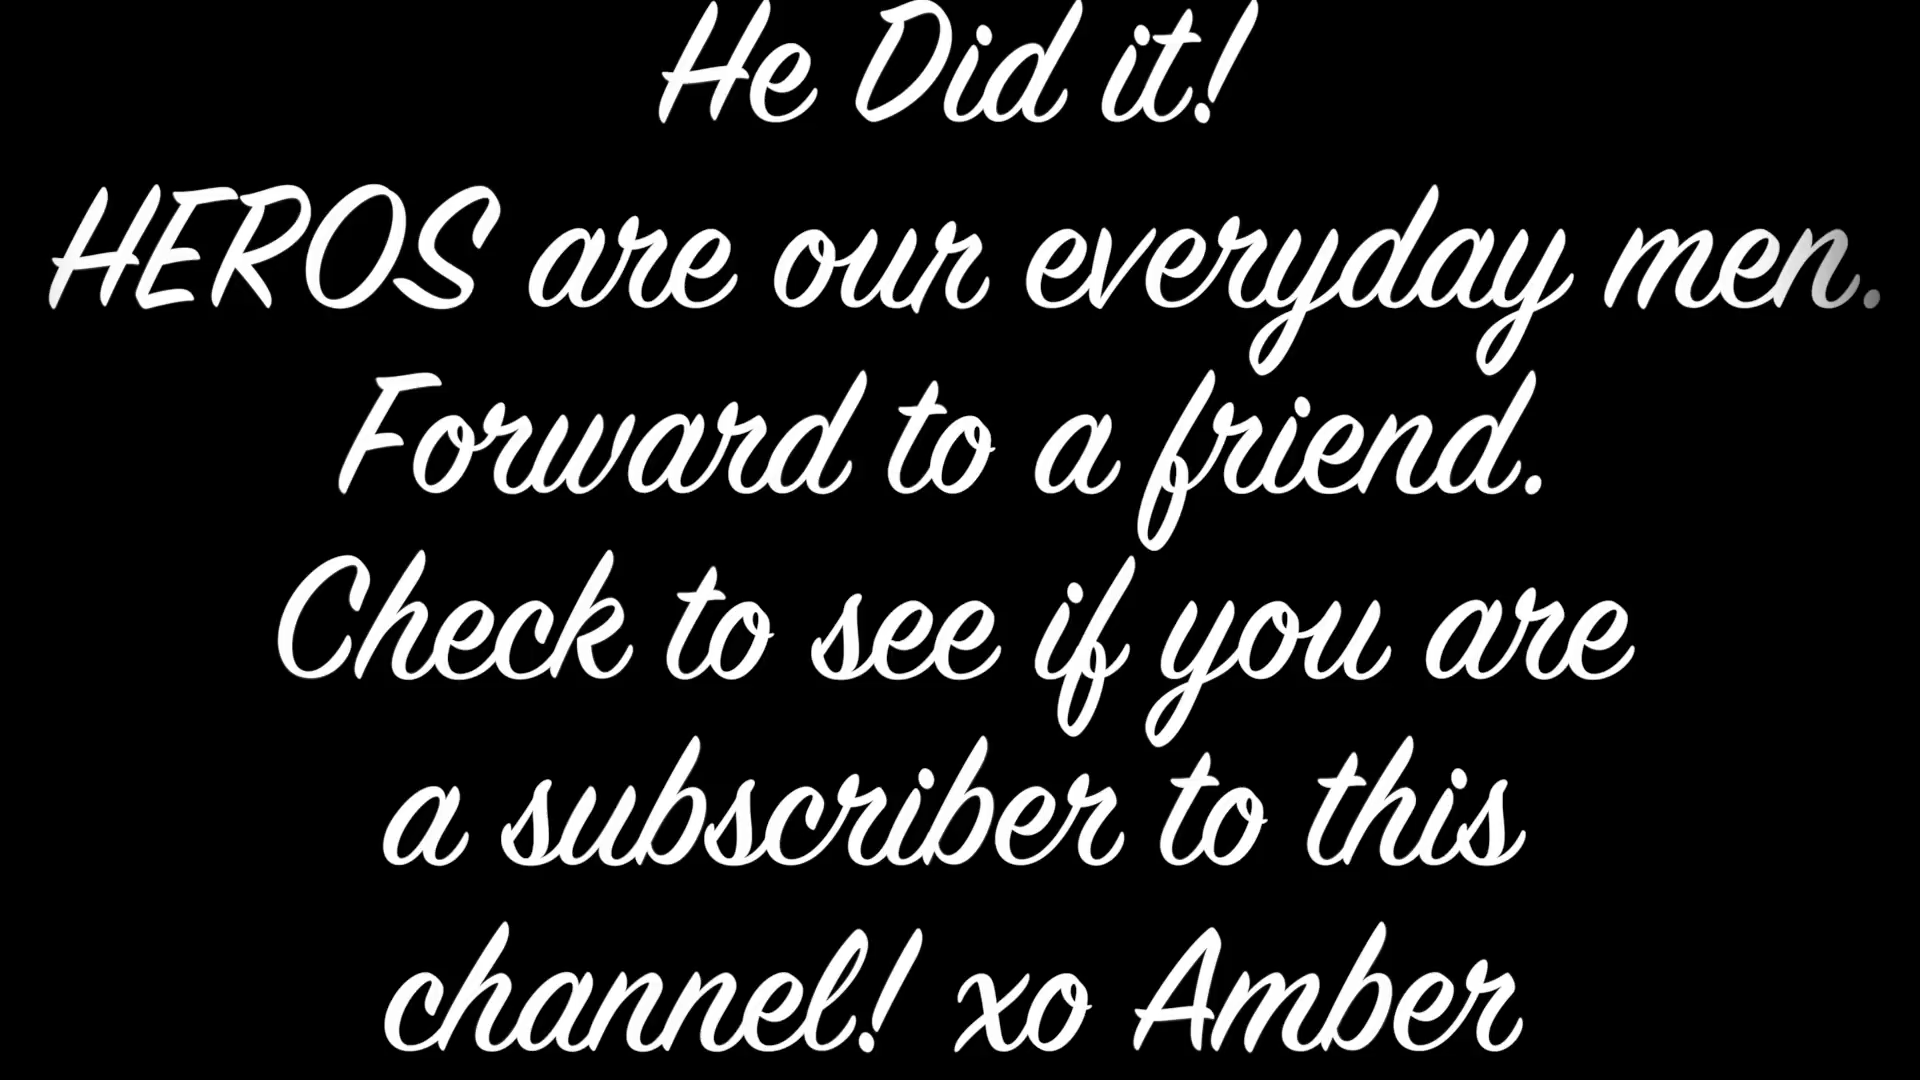 He Did it!
HEROS are our everyday men.
Forward to a friend.
Check to see if you are
a subscriber to this
channel! xo Amber